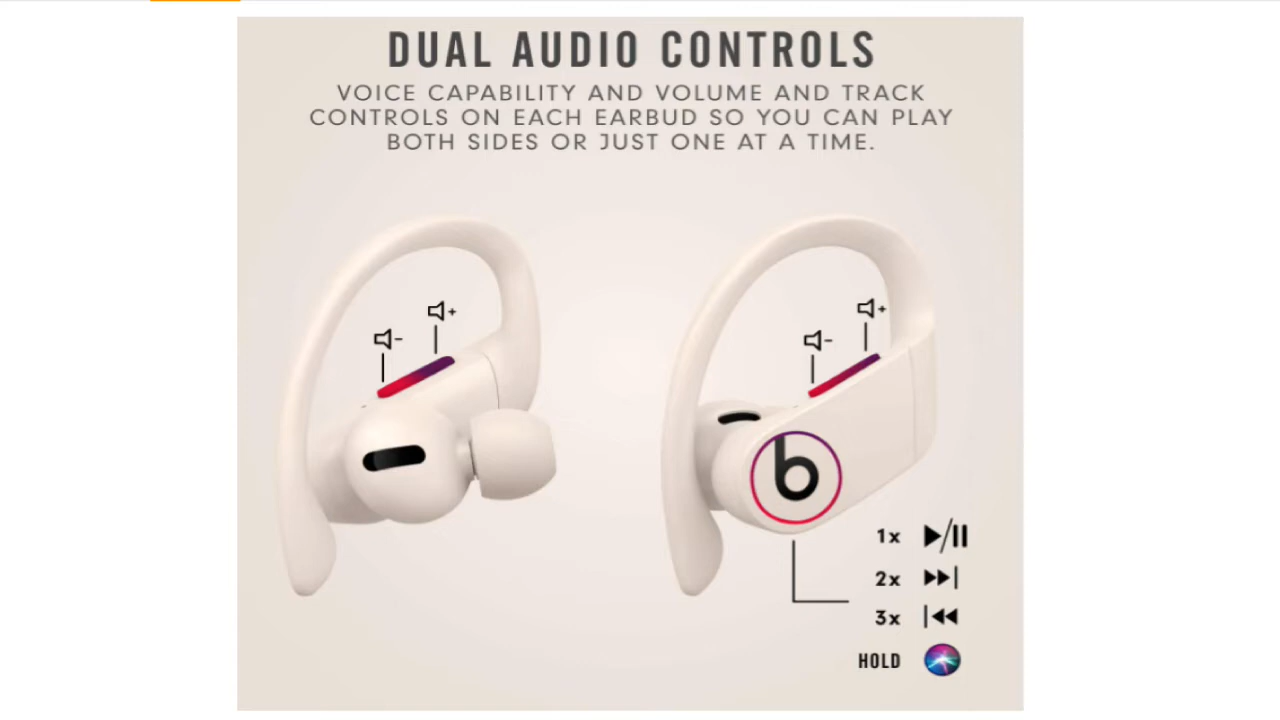 DUAL AUDIO CONTROLS
VOICE CAPABILITY AND VOLUME AND TRACK
CONTROLS ON EACH EARBUD SO YOU CAN PLAY
BOTH SIDES OR JUST ONE AT A TIME.
+
-
+
-
b
1x
2x
3x
HOLD